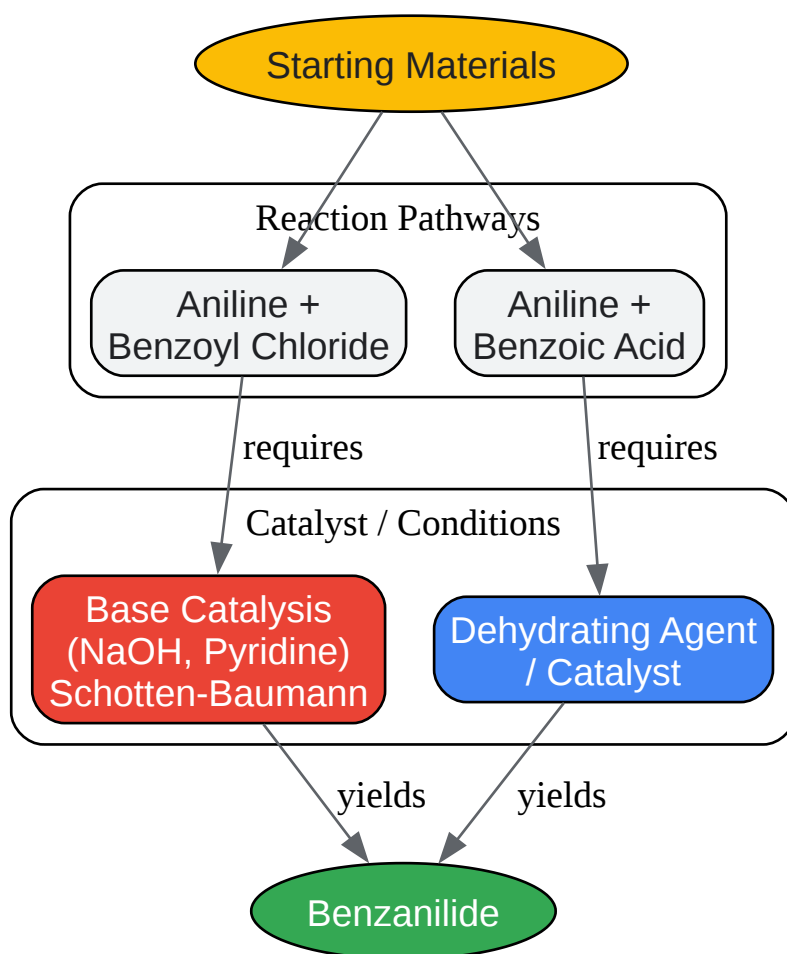 Starting Materials
Reaction Pathways
Aniline +
Benzoyl Chloride
Aniline +
Benzoic Acid
requires
requires
Catalyst / Conditions
Base Catalysis
(NaOH, Pyridine)
Schotten-Baumann
Dehydrating Agent
/ Catalyst
yields
yields
Benzanilide